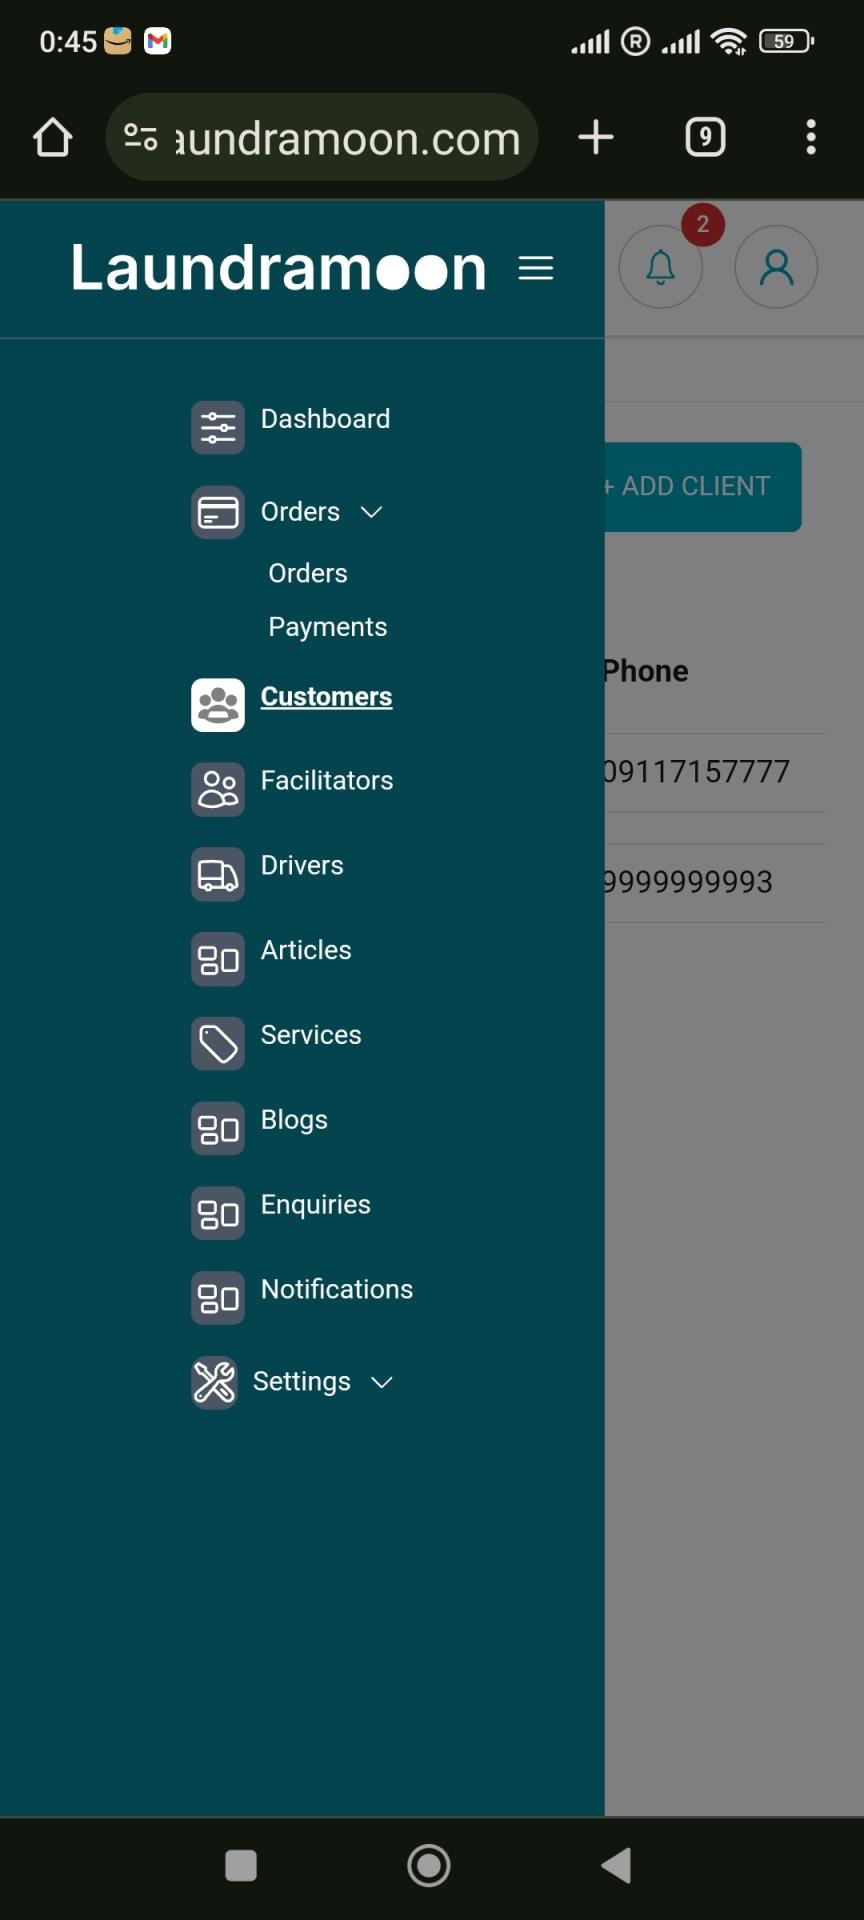 0:45
R
59
aundramoon.com
9
Laundramoon
2
Dashboard
+ ADD CLIENT
Orders
Orders
Payments
Phone
Customers
09117157777
Facilitators
Drivers
9999999993
Articles
Services
Blogs
Enquiries
Notifications
Settings